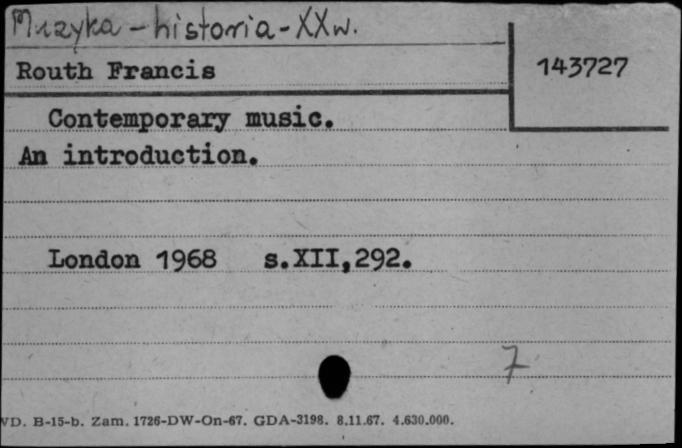 Muzyka - historia - XX w.
Routh Francis
143727
Contemporary music.
An introduction.
London 1968 s.XII,292.
7
VD. B-15-b. Zam. 1726-DW-On-67. GDA-3198. 8.11.67. 4.630.000.